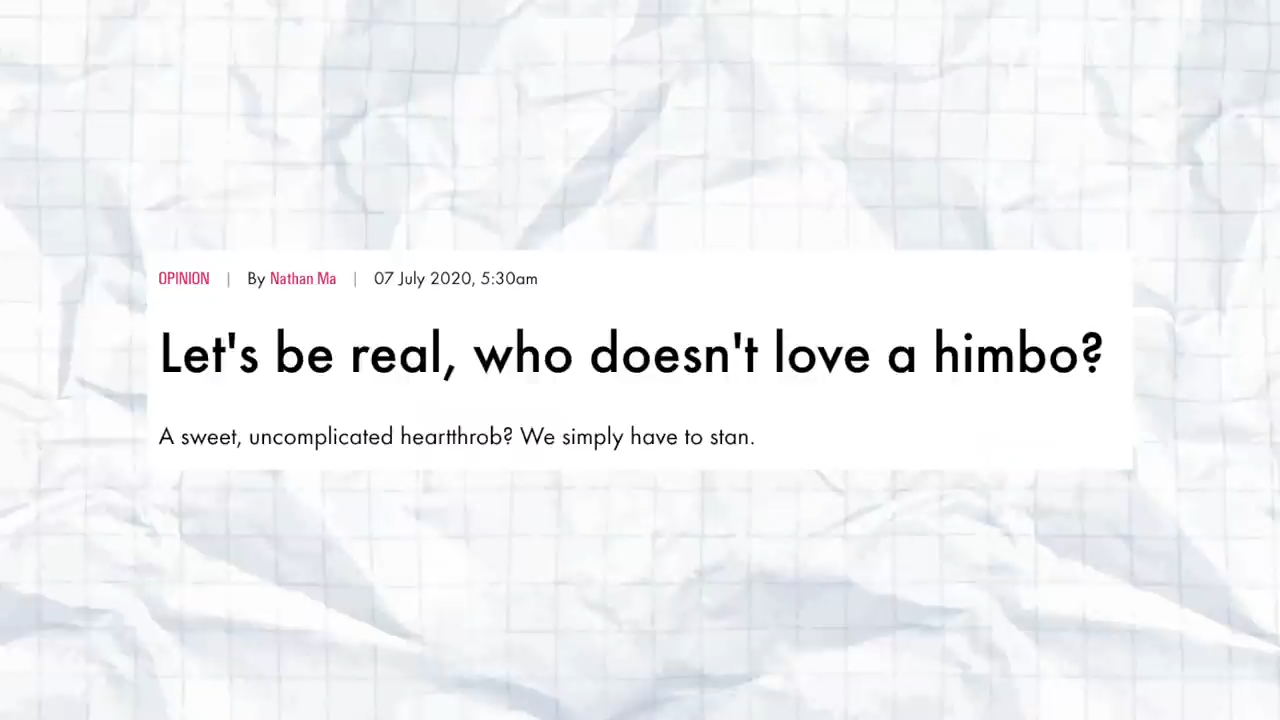 OPINION | By Nathan Ma | 07 July 2020, 5:30am
Let's be real, who doesn't love a himbo?
A sweet, uncomplicated heartthrob? We simply have to stan.